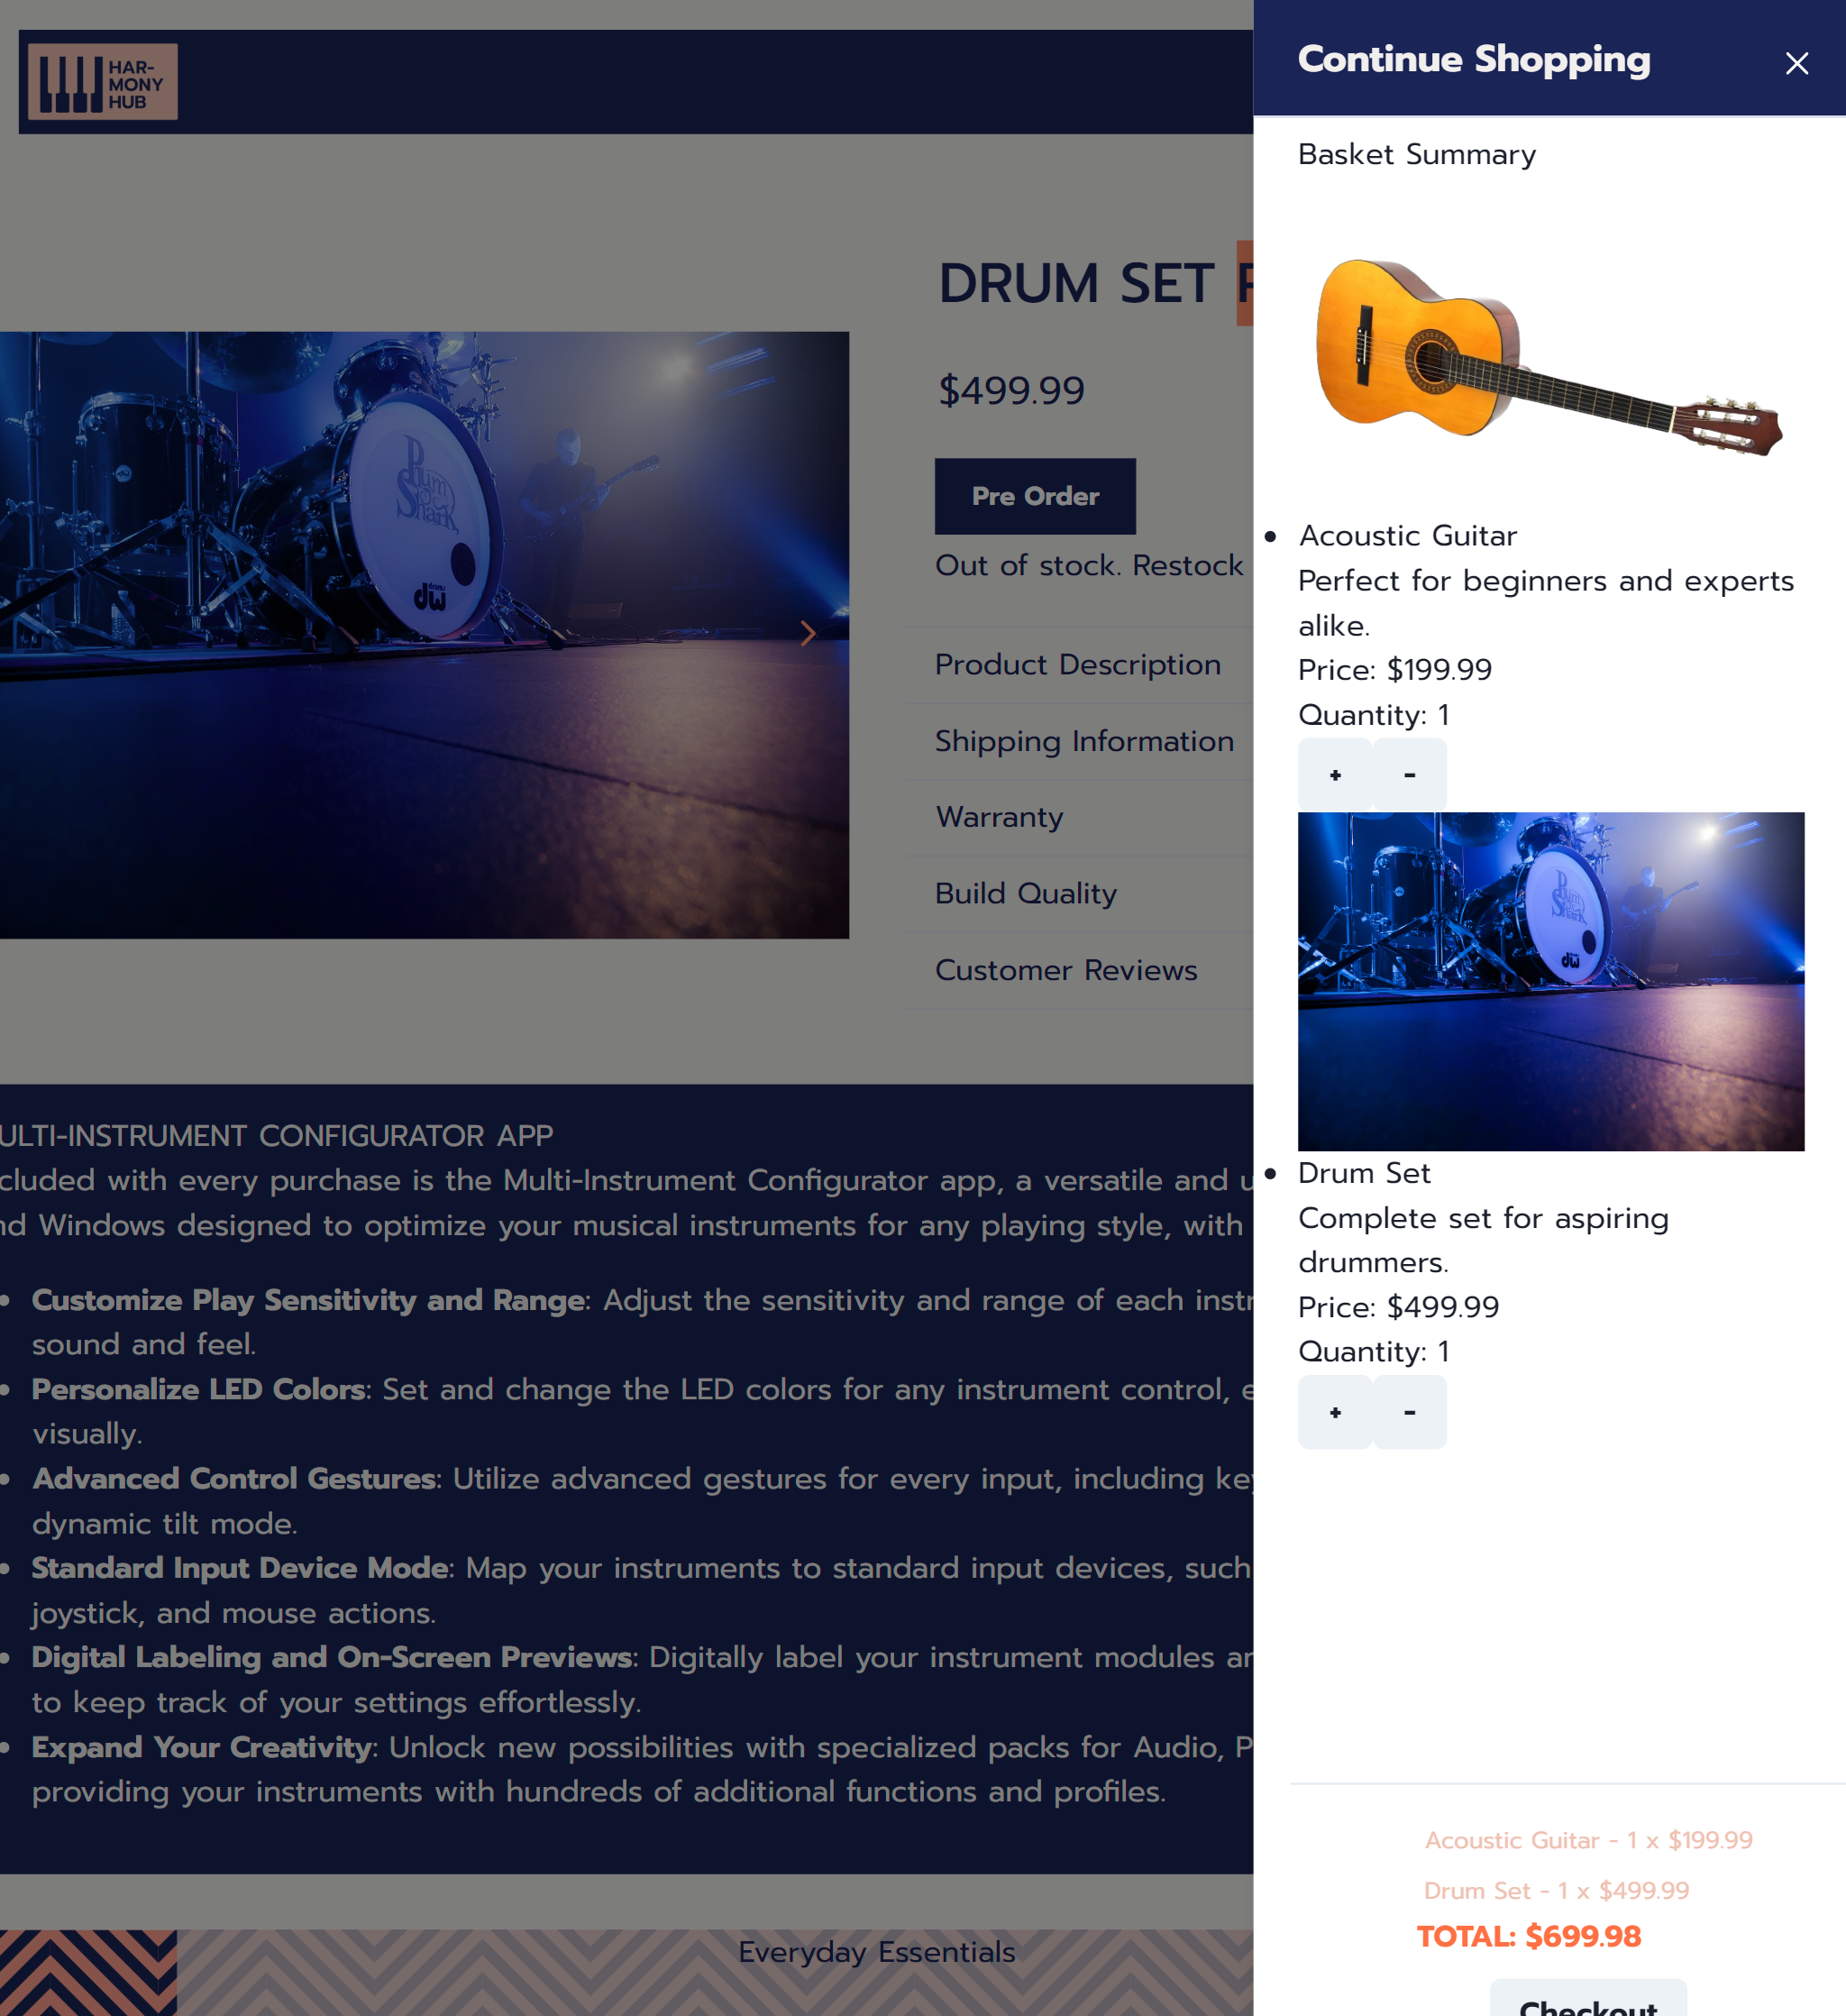 HAR-
MONY
HUB
DRUM SET
$499.99
Pre Order
Out of stock. Restock
Product Description
Shipping Information
Warranty
Build Quality
Customer Reviews
ULTI-INSTRUMENT CONFIGURATOR APP
cluded with every purchase is the Multi-Instrument Configurator app, a versatile and
nd Windows designed to optimize your musical instruments for any playing style, with
• Customize Play Sensitivity and Range: Adjust the sensitivity and range of each instr
sound and feel.
• Personalize LED Colors: Set and change the LED colors for any instrument control,
visually.
• Advanced Control Gestures: Utilize advanced gestures for every input, including key
dynamic tilt mode.
• Standard Input Device Mode: Map your instruments to standard input devices, such
joystick, and mouse actions.
• Digital Labeling and On-Screen Previews: Digitally label your instrument modules
to keep track of your settings effortlessly.
• Expand Your Creativity: Unlock new possibilities with specialized packs for Audio, P
providing your instruments with hundreds of additional functions and profiles.
Everyday Essentials
Continue Shopping
Basket Summary
• Acoustic Guitar
Perfect for beginners and experts
alike.
Price: $199.99
Quantity: 1
+ -
Purm
Shark
dw
• Drum Set
Complete set for aspiring
drummers.
Price: $499.99
Quantity: 1
+ -
Acoustic Guitar - 1 x $199.99
Drum Set - 1 x $499.99
TOTAL: $699.98
Checkout